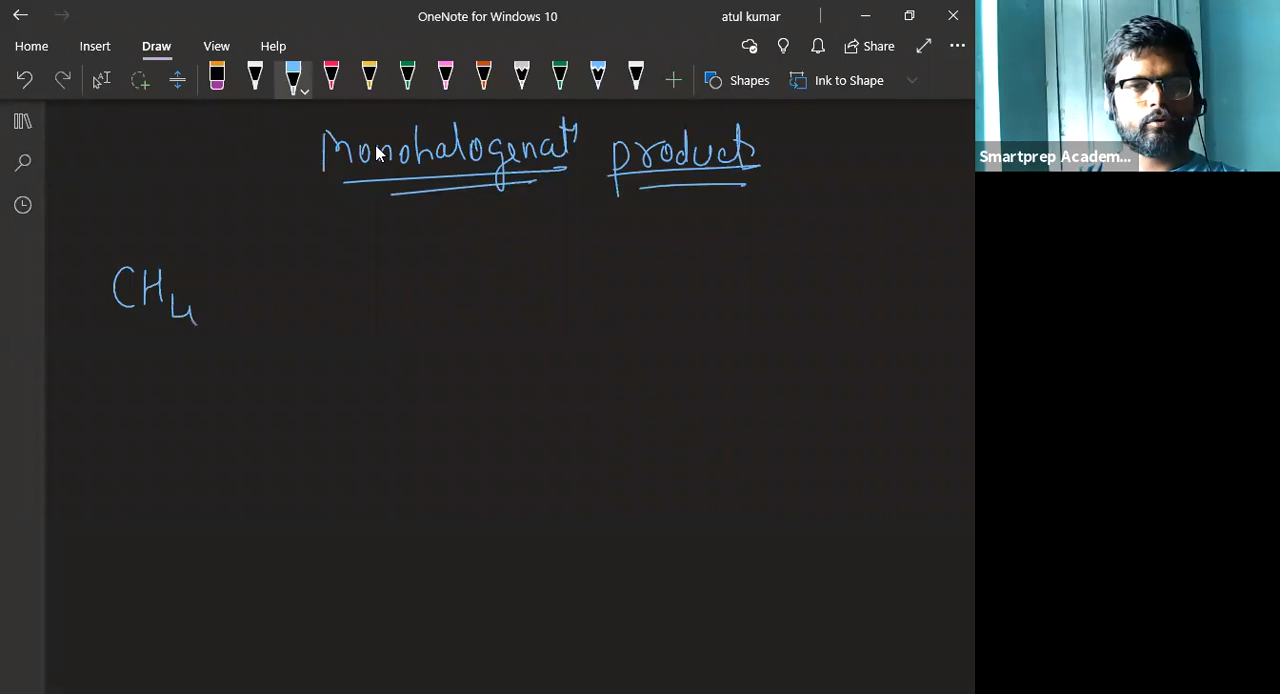 OneNote for Windows 10
atul kumar
Home Insert Draw View Help
Share
Shapes Ink to Shape
Monohalogenatn products
CH4
Smartprep Academ...